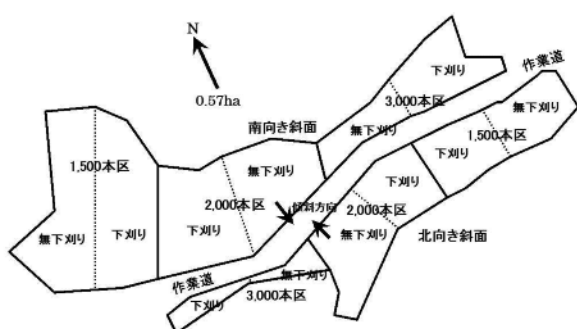 N
0.57ha
作業道
下刈り
3,000本区
無下刈り
南向き斜面
無下刈り
1,500本区
下刈り
1,500本区
無下刈り
下刈り
2,000本区
無下刈り
下刈り
傾斜方向
下刈り
2,000本区
無下刈り
北向き斜面
作業道
無下刈り
下刈り
3,000本区